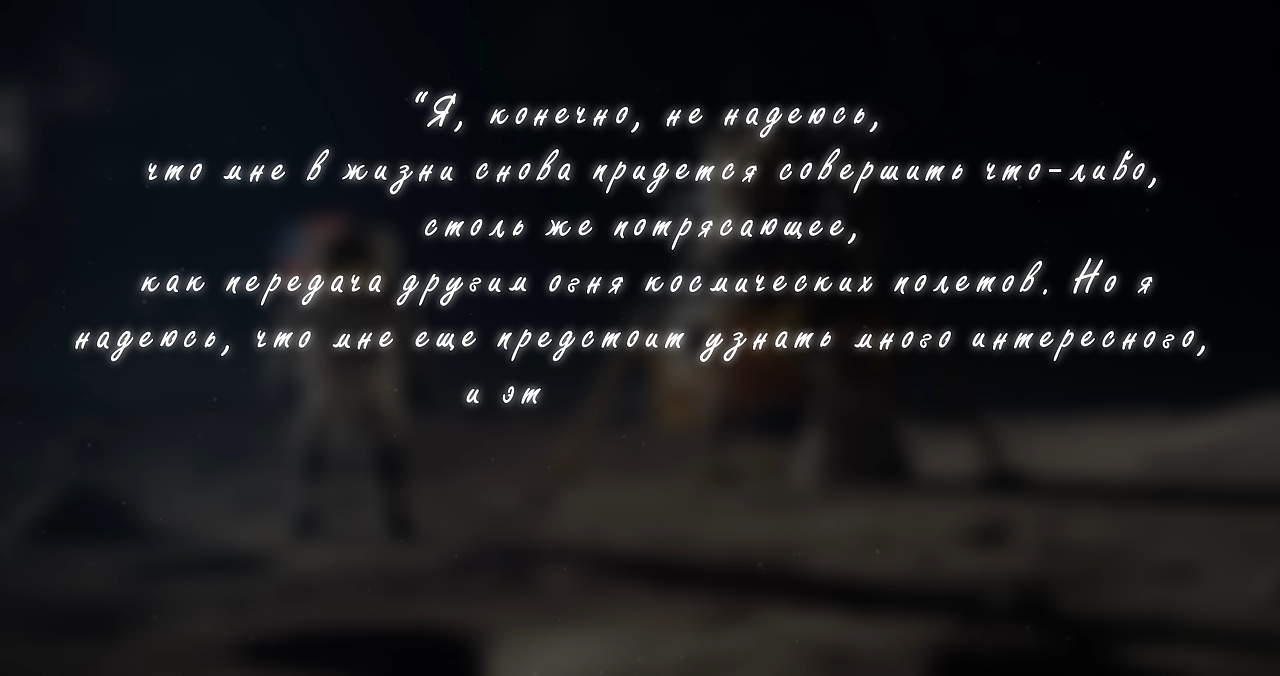 “Я, конечно, не надеюсь,
что мне в жизни снова придется совершить что-либо,
столь же потрясающее,
как передача другим огня космических полетов. Но я
надеюсь, что мне еще предстоит узнать много интересного,
и эт